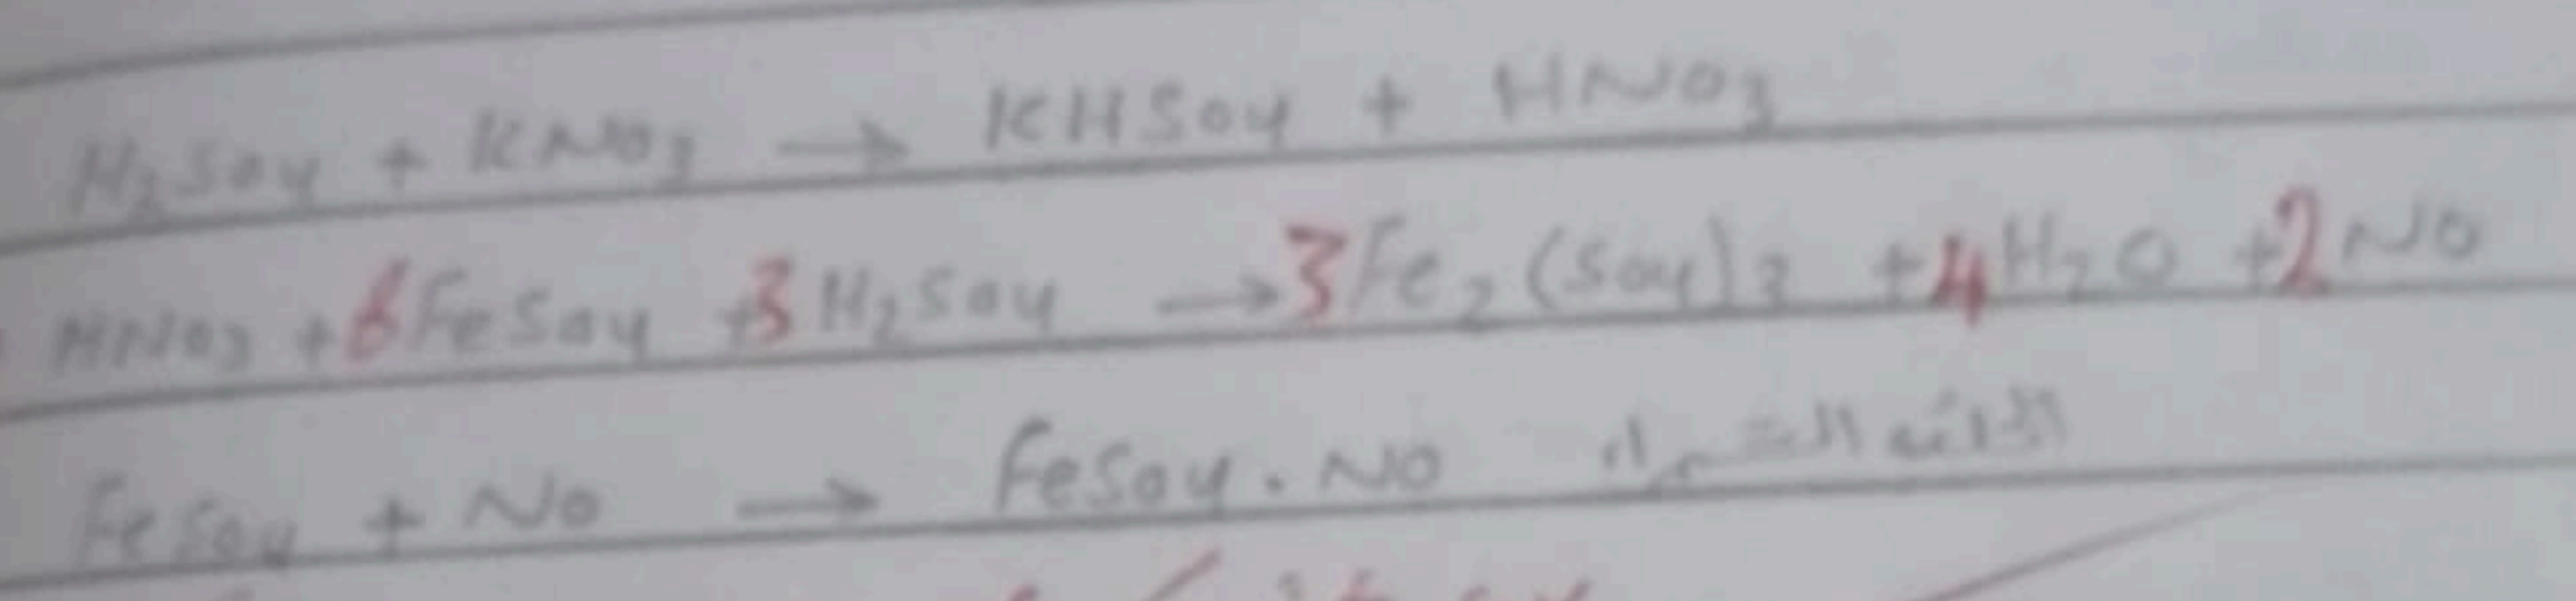 H₂SO₄ + KNO₃ → KHSO₄ + HNO₃
HNO₃ + 6FeSO₄ + 3H₂SO₄ → 3Fe₂(SO₄)₃ + 4H₂O + 2NO
FeSO₄ + NO → FeSO₄ . NO